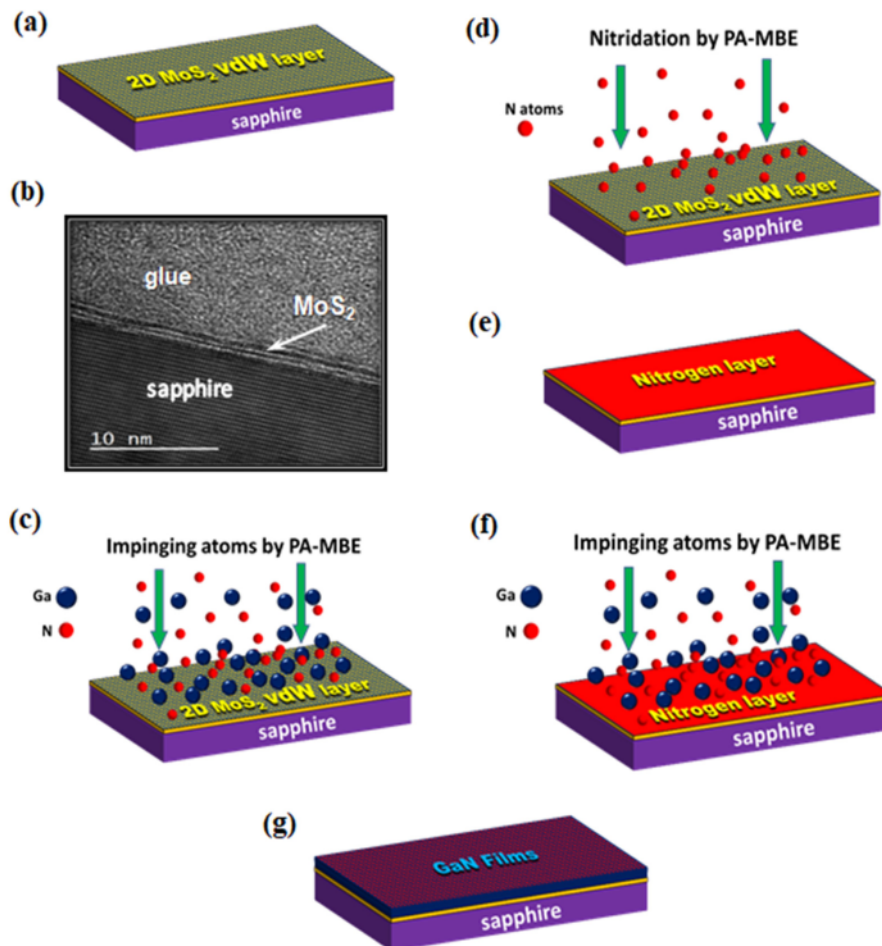 (a)
2D MoS₂ vdW layer
sapphire
(b)
glue
MoS₂
sapphire
10 nm
(c)
Impinging atoms by PA-MBE
Ga
N
2D MoS₂ vdW layer
sapphire
(d)
Nitridation by PA-MBE
N atoms
2D MoS₂ vdW layer
sapphire
(e)
Nitrogen layer
sapphire
(f)
Impinging atoms by PA-MBE
Ga
N
Nitrogen layer
sapphire
(g)
GaN Films
sapphire